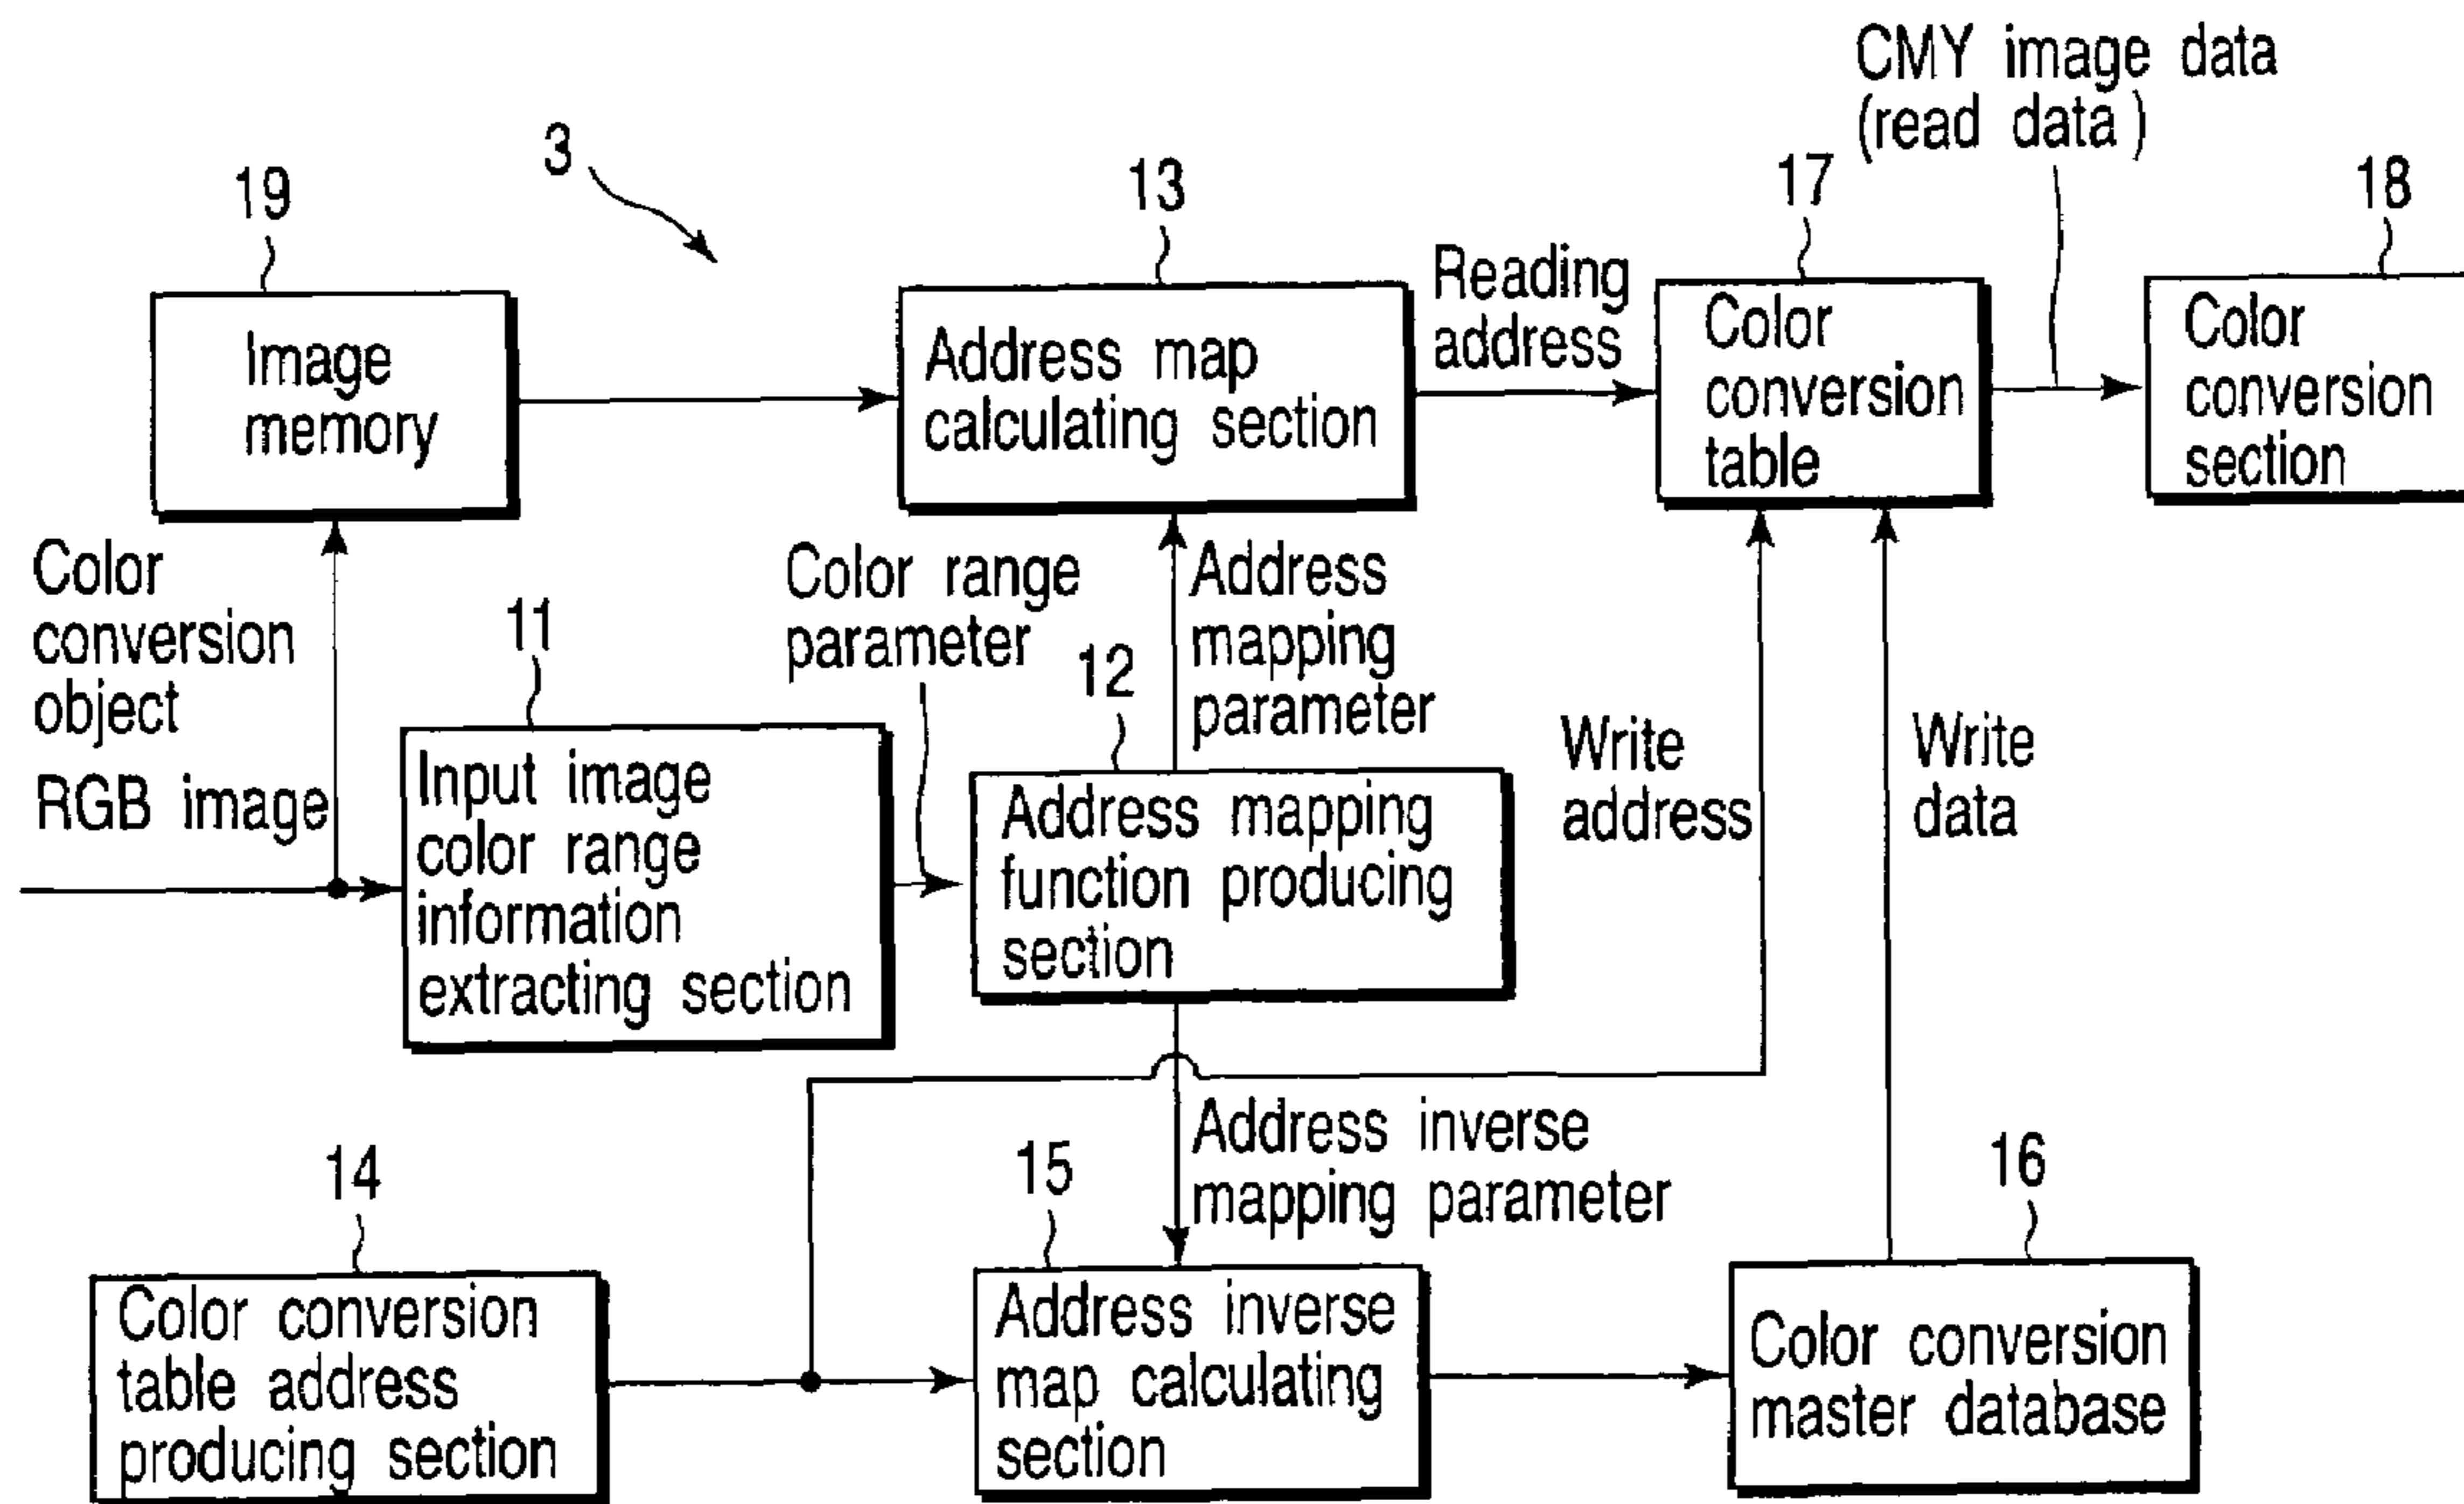 CMY image data
(read data)
3
19
13
17
18
Image
memory
Address map
calculating section
Reading
address
Color
conversion
table
Color
conversion
section
Color
conversion
object
RGB image
11
Color range
parameter
12
Address
mapping
parameter
Write
address
Write
data
Input image
color range
information
extracting section
Address mapping
function producing
section
Address inverse
mapping parameter
14
15
16
Color conversion
table address
producing section
Address inverse
map calculating
section
Color conversion
master database